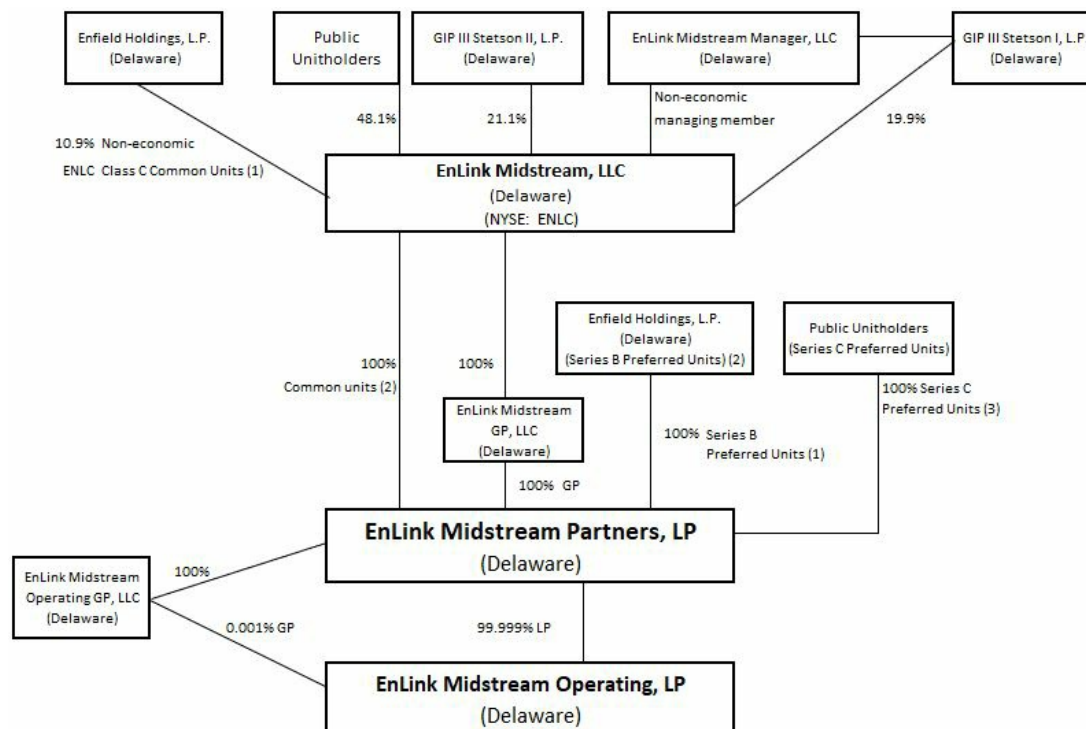 Enfield Holdings, L.P.
(Delaware)
Public
Unitholders
GIP III Stetson II, L.P.
(Delaware)
EnLink Midstream Manager, LLC
(Delaware)
GIP III Stetson I, L.P.
(Delaware)
10.9% Non-economic
ENLC Class C Common Units (1)
48.1%
21.1%
Non-economic
managing member
19.9%
EnLink Midstream, LLC
(Delaware)
(NYSE: ENLC)
Enfield Holdings, L.P.
(Delaware)
(Series B Preferred Units) (2)
Public Unitholders
(Series C Preferred Units)
100%
Common units (2)
100%
EnLink Midstream
GP, LLC
(Delaware)
100% Series B
Preferred Units (1)
100% Series C
Preferred Units (3)
100% GP
EnLink Midstream Partners, LP
(Delaware)
EnLink Midstream
Operating GP, LLC
(Delaware)
100%
0.001% GP
99.999% LP
EnLink Midstream Operating, LP
(Delaware)